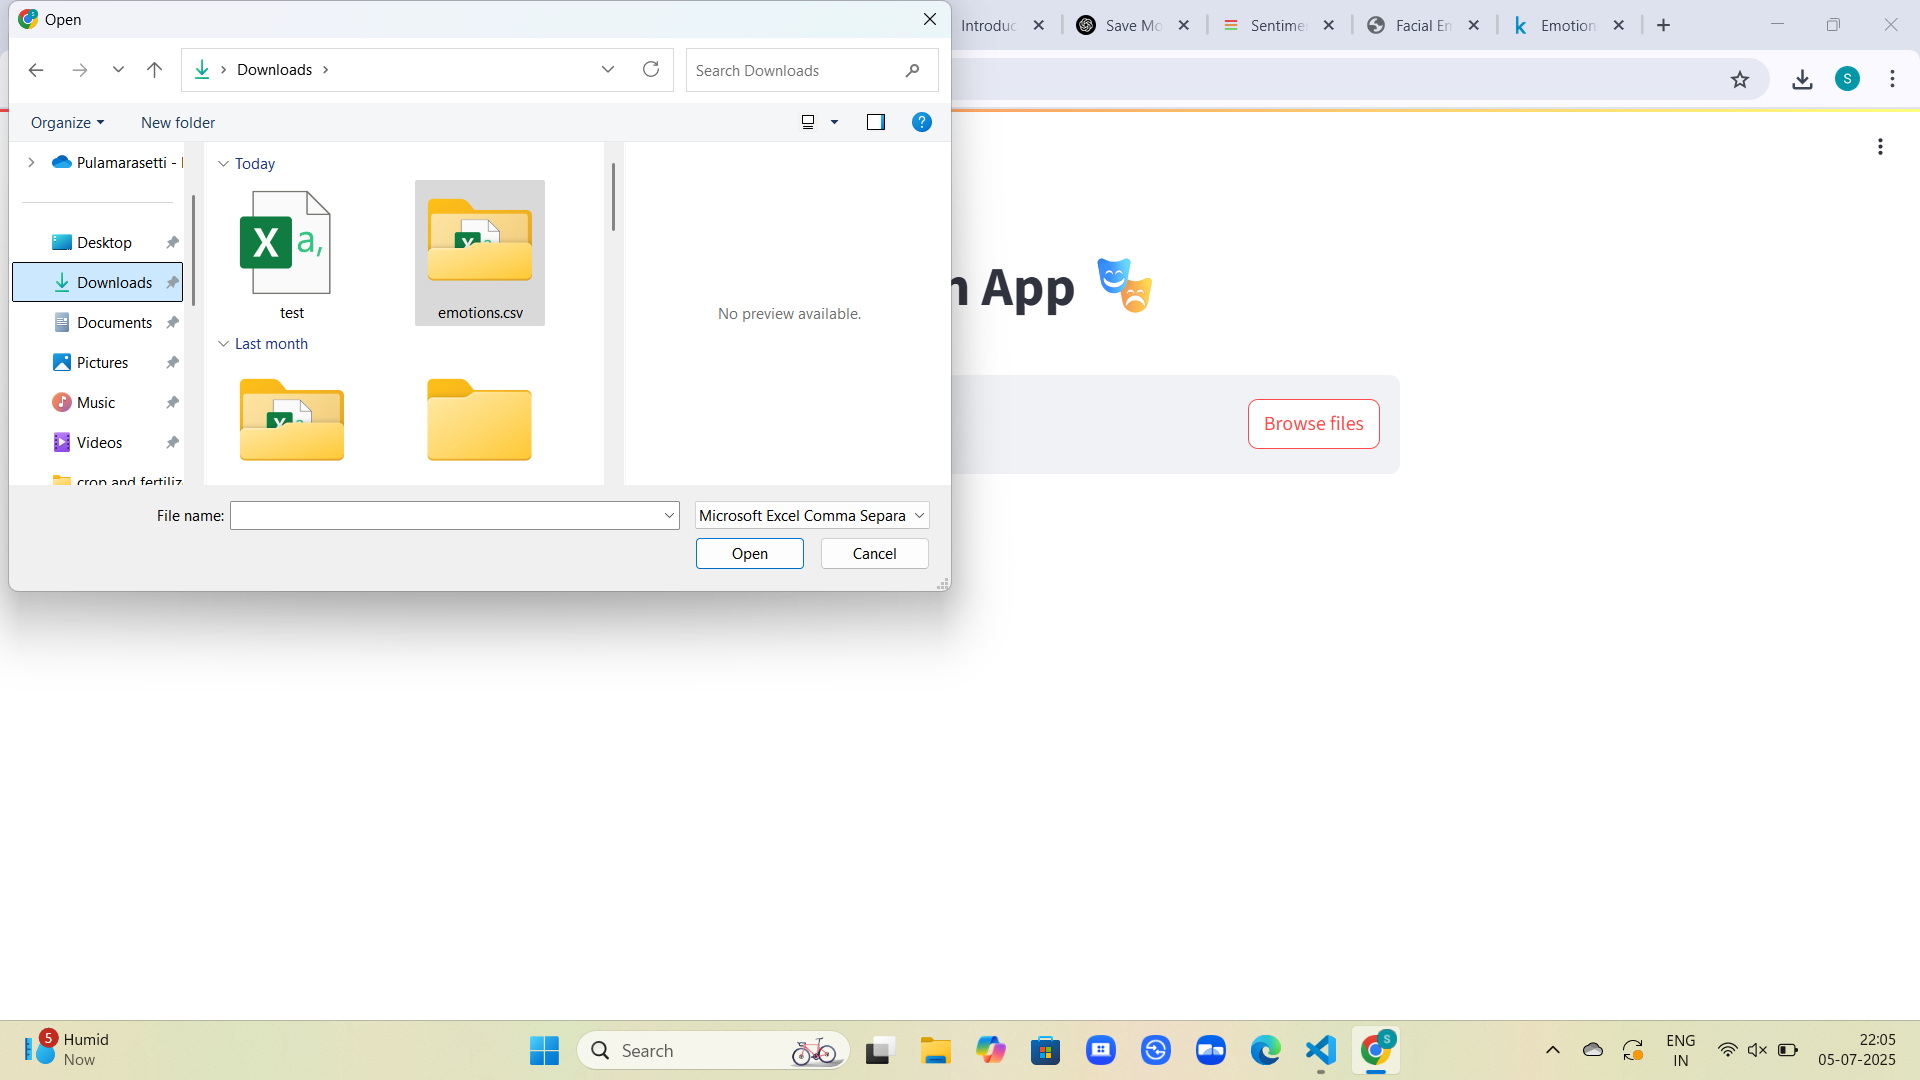 Open
Introduc
Save Mo
Sentimen
Facial En
Emotion
Downloads
Search Downloads
S
Organize
New folder
Pulamarasetti -
Today
Desktop
Downloads
Documents
Pictures
Music
Videos
crop and fertiliz
test
emotions.csv
Last month
No preview available.
App
Browse files
File name:
Microsoft Excel Comma Separa
Open
Cancel
5
Humid
Now
Search
S
ENG
IN
22:05
05-07-2025